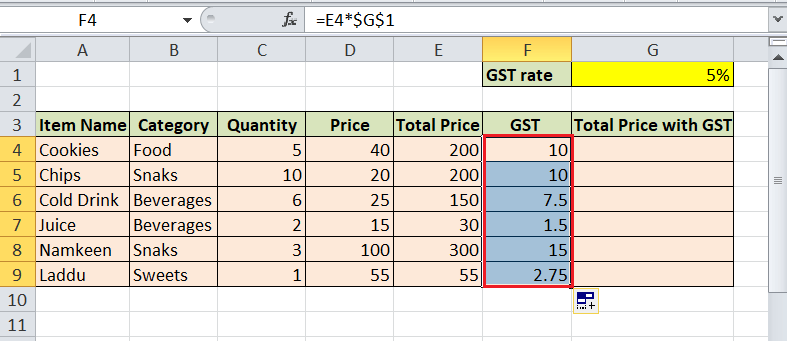 F4 fx =E4*$G$1
A B C D E F G
1 GST rate 5%
2
3 Item Name Category Quantity Price Total Price GST Total Price with GST
4 Cookies Food 5 40 200 10
5 Chips Snaks 10 20 200 10
6 Cold Drink Beverages 6 25 150 7.5
7 Juice Beverages 2 15 30 1.5
8 Namkeen Snaks 3 100 300 15
9 Laddu Sweets 1 55 55 2.75
10
11